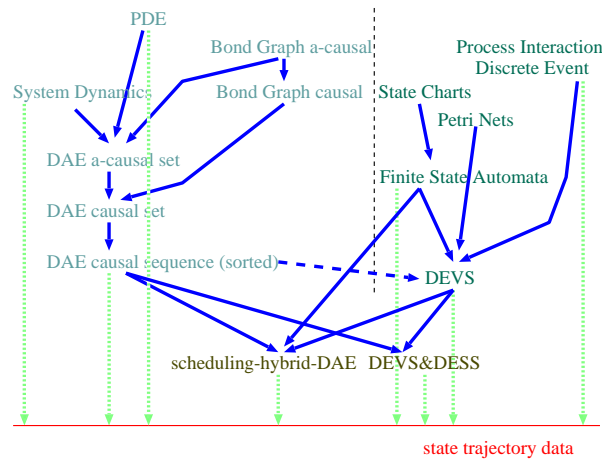 PDE
Bond Graph a-causal
Process Interaction
Discrete Event
System Dynamics
Bond Graph causal
State Charts
Petri Nets
DAE a-causal set
Finite State Automata
DAE causal set
DAE causal sequence (sorted)
DEVS
scheduling-hybrid-DAE
DEVS&DESS
state trajectory data